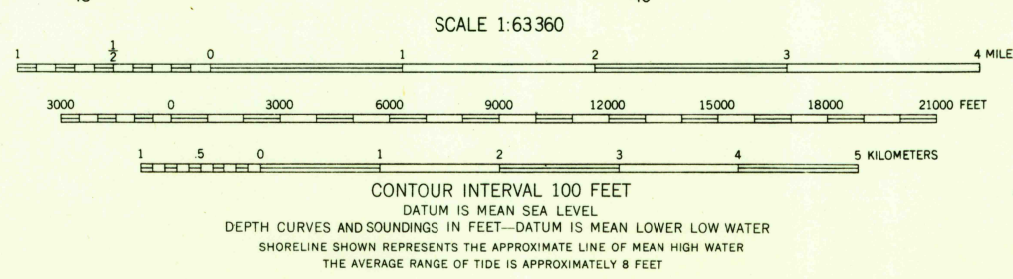 SCALE 1:63360
1 1/2 0 1 2 3 4 MILE
3000 0 3000 6000 9000 12000 15000 18000 21000 FEET
1 .5 0 1 2 3 4 5 KILOMETERS
CONTOUR INTERVAL 100 FEET
DATUM IS MEAN SEA LEVEL
DEPTH CURVES AND SOUNDINGS IN FEET—DATUM IS MEAN LOWER LOW WATER
SHORELINE SHOWN REPRESENTS THE APPROXIMATE LINE OF MEAN HIGH WATER
THE AVERAGE RANGE OF TIDE IS APPROXIMATELY 8 FEET